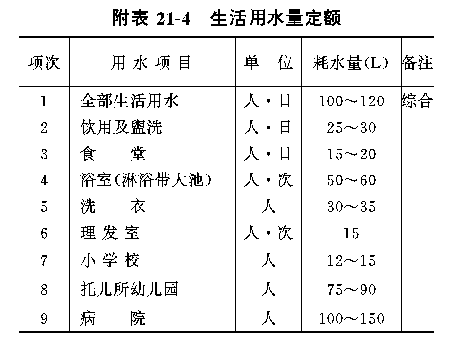 附表 21-4 生活用水量定额
项次 用水项目 单位 耗水量(L) 备注
1 全部生活用水 人·日 100～120 综合
2 饮用及盥洗 人·日 25～30
3 食堂 人·日 15～20
4 浴室(淋浴带大池) 人·次 50～60
5 洗衣 人 30～35
6 理发室 人·次 15
7 小学校 人 12～15
8 托儿所幼儿园 人 75～90
9 病院 人 100～150